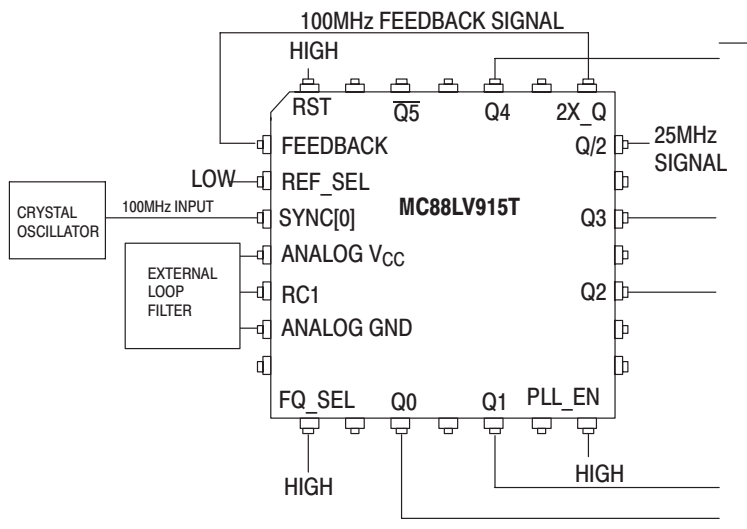 100MHz FEEDBACK SIGNAL
HIGH
RST
Q5
Q4
2X_Q
FEEDBACK
Q/2
25MHz
SIGNAL
LOW
REF_SEL
MC88LV915T
CRYSTAL
OSCILLATOR
100MHz INPUT
SYNC[0]
Q3
ANALOG VCC
EXTERNAL
LOOP
FILTER
RC1
Q2
ANALOG GND
FQ_SEL
Q0
Q1
PLL_EN
HIGH
HIGH